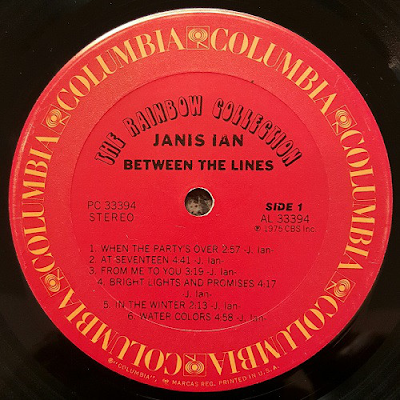 COLUMBIA COLUMBIA COLUMBIA COLUMBIA COLUMBIA COLUMBIA
THE RAINBOW COLLECTION
JANIS IAN
BETWEEN THE LINES
PC 33394
STEREO
SIDE 1
AL 33394
℗ 1975 CBS Inc.
1. WHEN THE PARTY'S OVER 2:57 -J. Ian-
2. AT SEVENTEEN 4:41 -J. Ian-
3. FROM ME TO YOU 3:19 -J. Ian-
4. BRIGHT LIGHTS AND PROMISES 4:17
-J. Ian-
5. IN THE WINTER 2:13 -J. Ian-
6. WATER COLORS 4:58 -J. Ian-
® "COLUMBIA", MARCAS REG. PRINTED IN U.S.A.